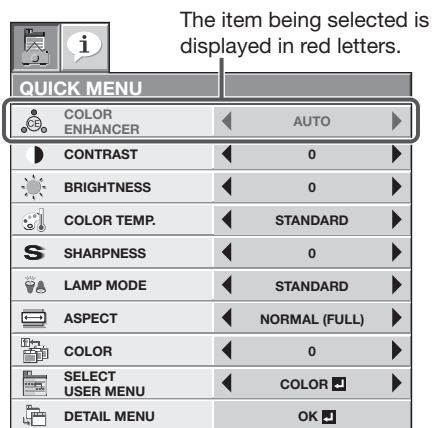 The item being selected is
displayed in red letters.
i
QUICK MENU
CE
COLOR
ENHANCER
AUTO
CONTRAST
0
BRIGHTNESS
0
COLOR TEMP.
STANDARD
S
SHARPNESS
0
LAMP MODE
STANDARD
ASPECT
NORMAL (FULL)
COLOR
0
SELECT
USER MENU
COLOR
DETAIL MENU
OK